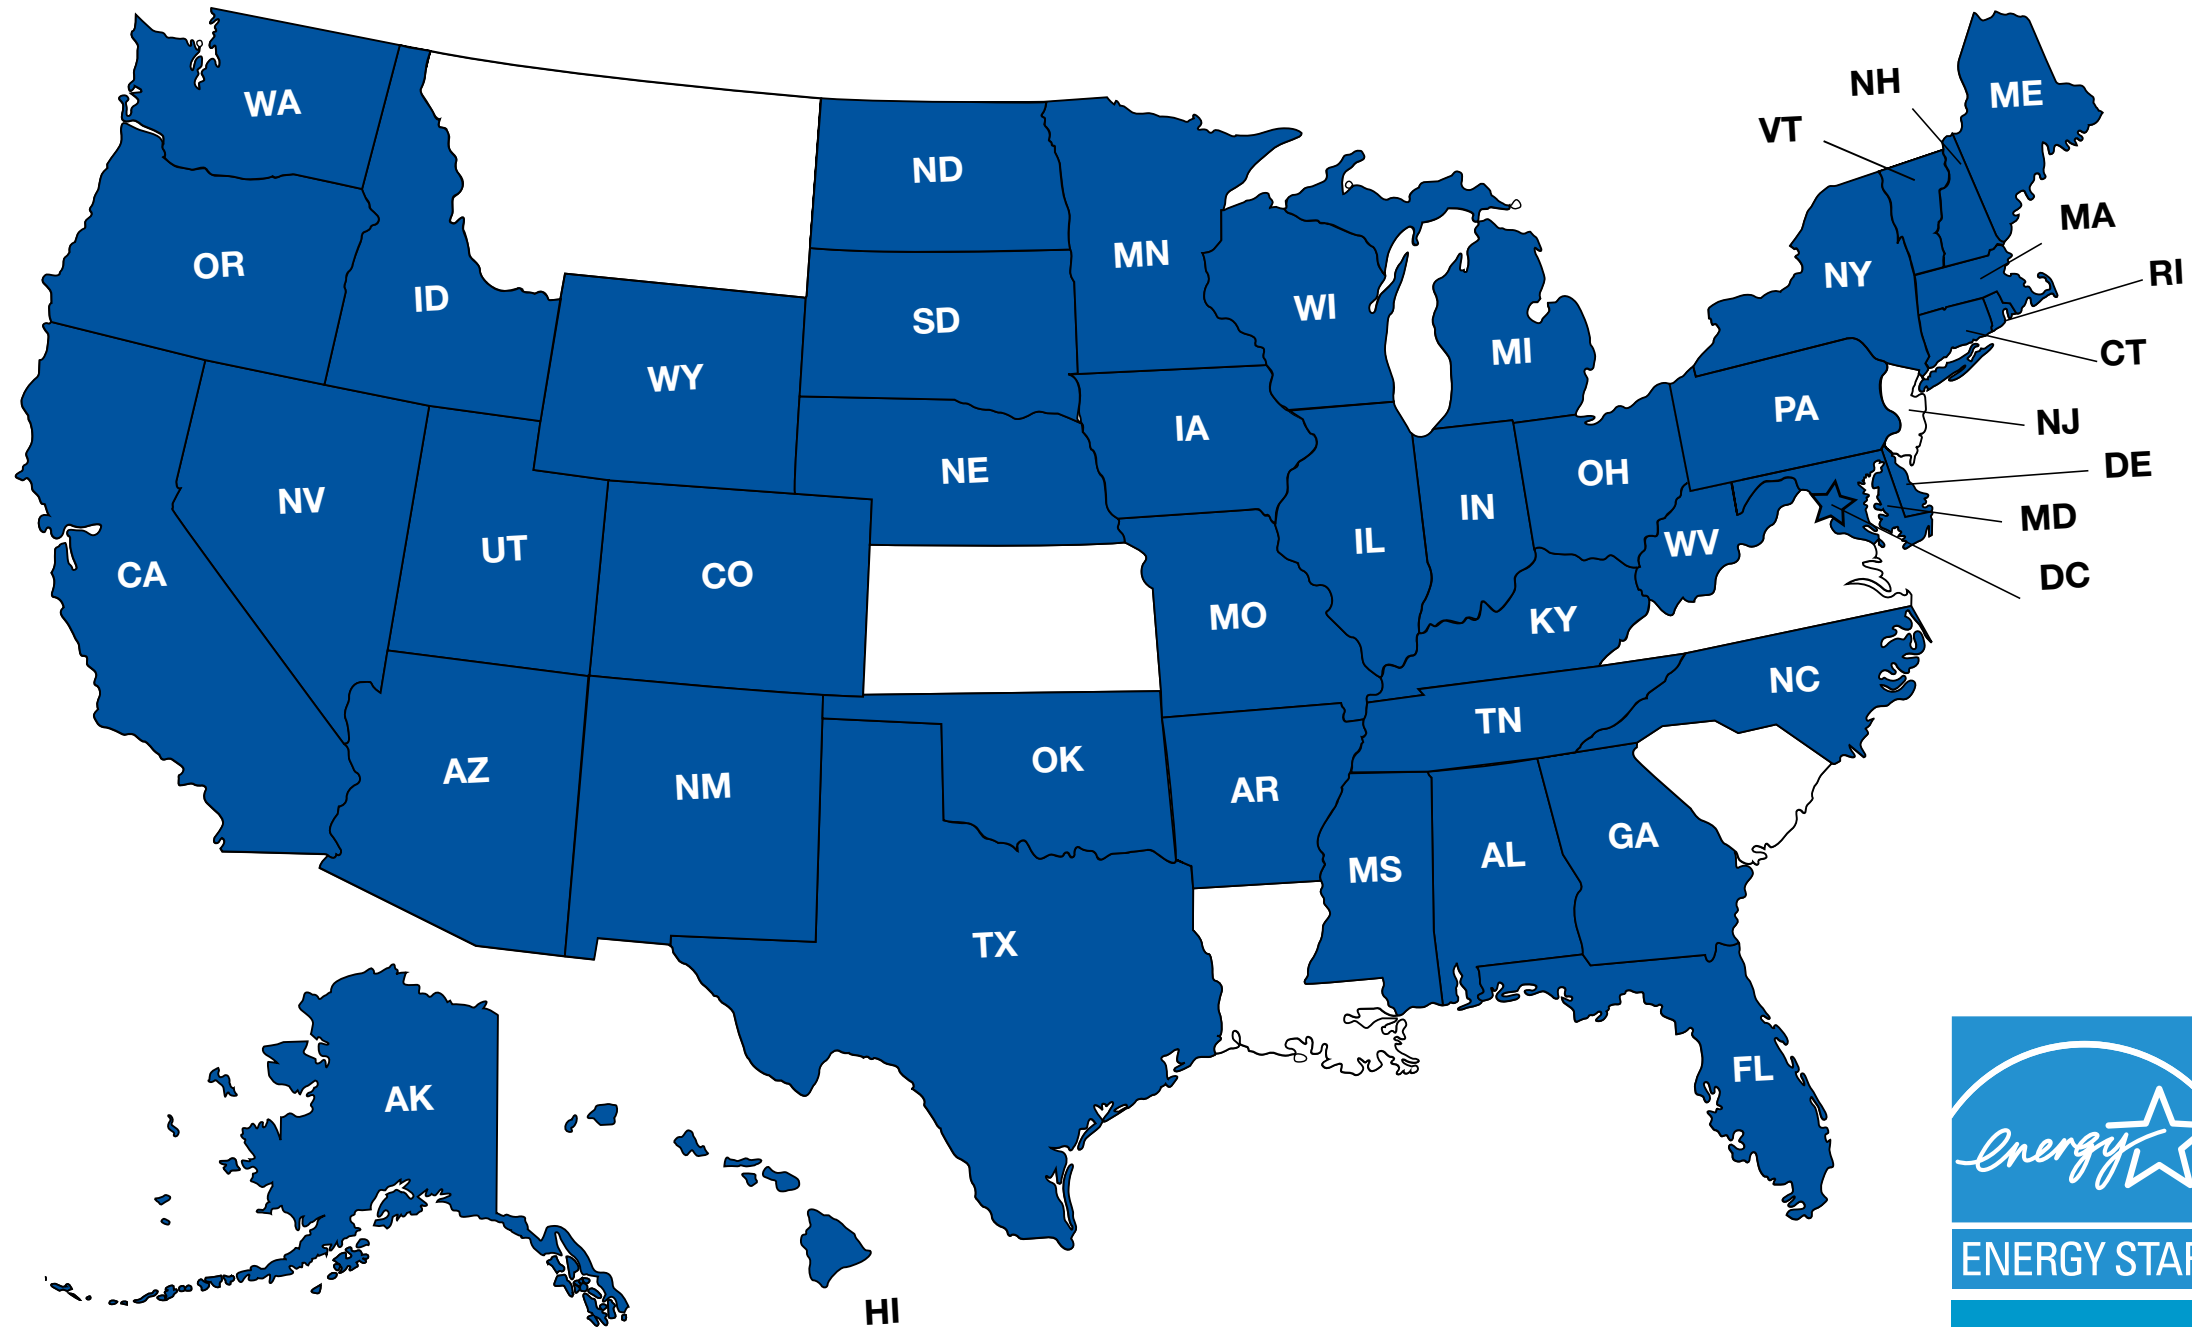 WA
OR
ID
ND
MN
SD
WY
WI
MI
IA
NE
NV
UT
CO
CA
IL
IN
OH
PA
NY
VT
NH
ME
MA
RI
CT
NJ
DE
MD
DC
WV
KY
MO
NC
TN
OK
AR
AZ
NM
MS
AL
GA
TX
FL
AK
HI
energy
ENERGY STAR